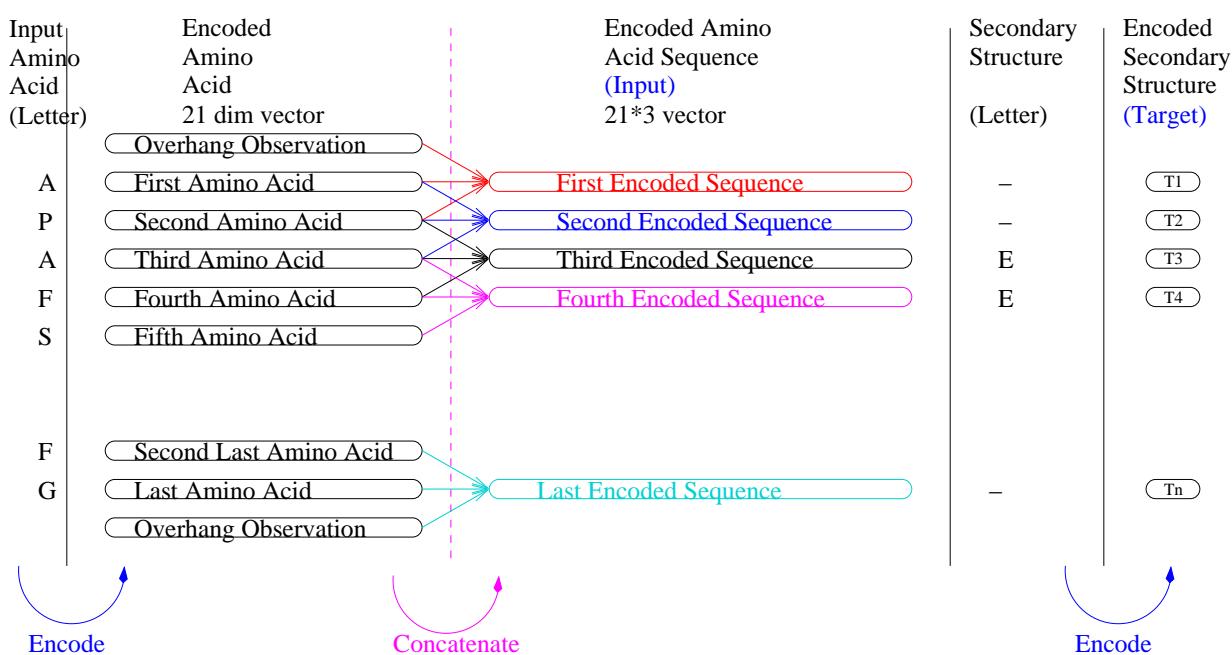 Input Encoded Encoded Amino Secondary Encoded
Amino Amino Acid Sequence Structure Secondary
Acid Acid (Input) Structure
(Letter) 21 dim vector 21*3 vector (Letter) (Target)
Overhang Observation
A First Amino Acid First Encoded Sequence – T1
P Second Amino Acid Second Encoded Sequence – T2
A Third Amino Acid Third Encoded Sequence E T3
F Fourth Amino Acid Fourth Encoded Sequence E T4
S Fifth Amino Acid
F Second Last Amino Acid
G Last Amino Acid Last Encoded Sequence – Tn
Overhang Observation
Encode Concatenate Encode